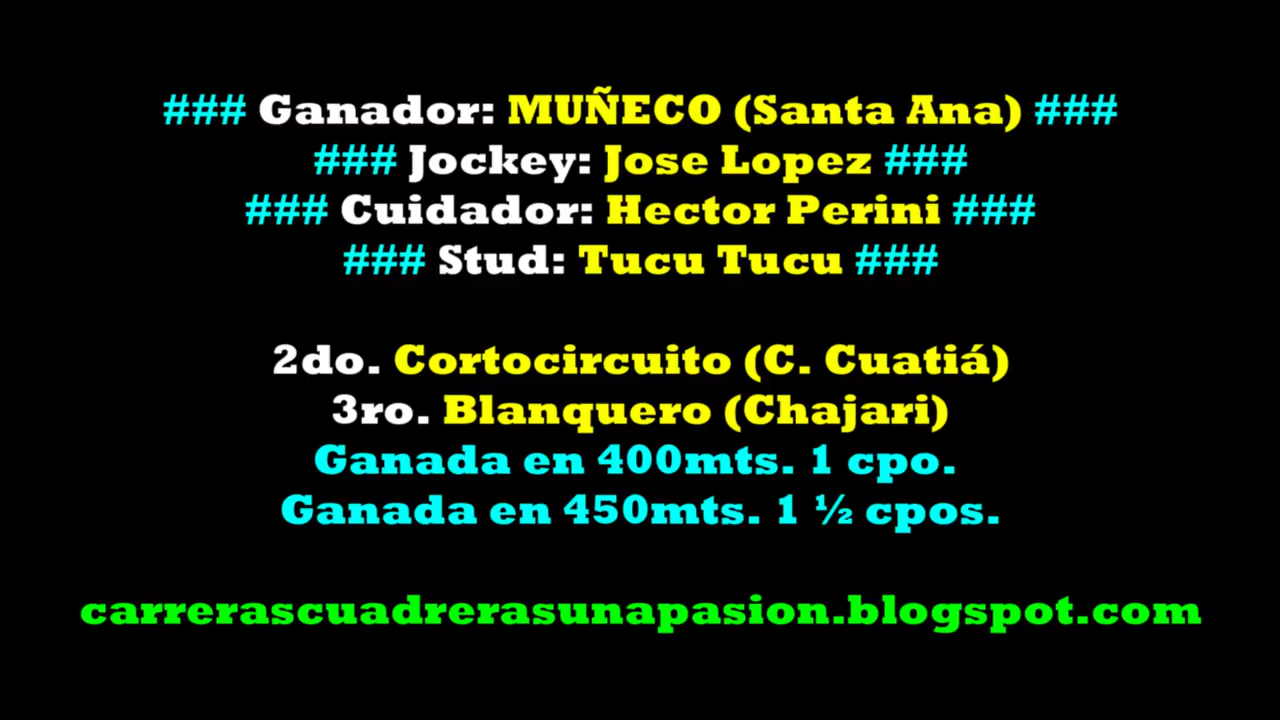 ### Ganador: MUÑECO (Santa Ana) ###
### Jockey: Jose Lopez ###
### Cuidador: Hector Perini ###
### Stud: Tucu Tucu ###
2do. Cortocircuito (C. Cuatiá)
3ro. Blanquero (Chajari)
Ganada en 400mts. 1 cpo.
Ganada en 450mts. 1 ½ cpos.
carrerascuadrerasunapasion.blogspot.com